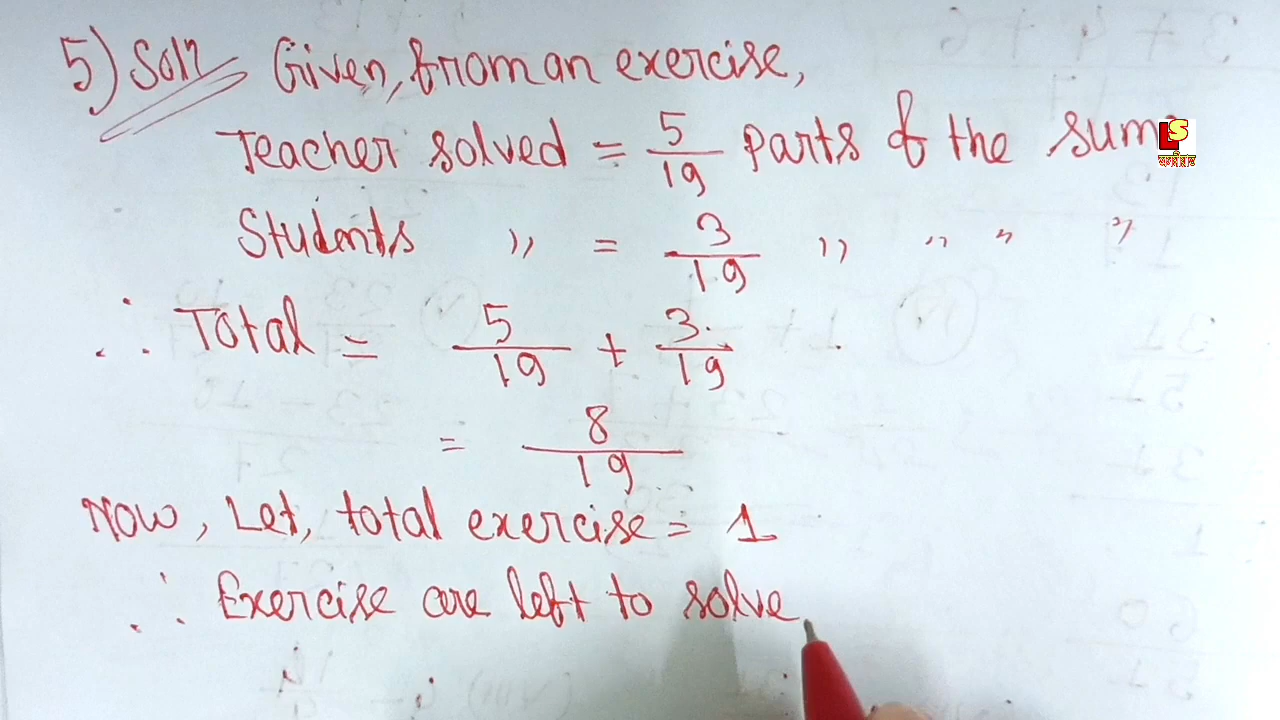 5) Soln Given, from an exercise,
Teacher solved = 5/19 parts of the sum
Students " = 3/19 " " " "
∴ Total = 5/19 + 3/19
= 8/19
Now, Let, total exercise = 1
∴ Exercise are left to solve
LS